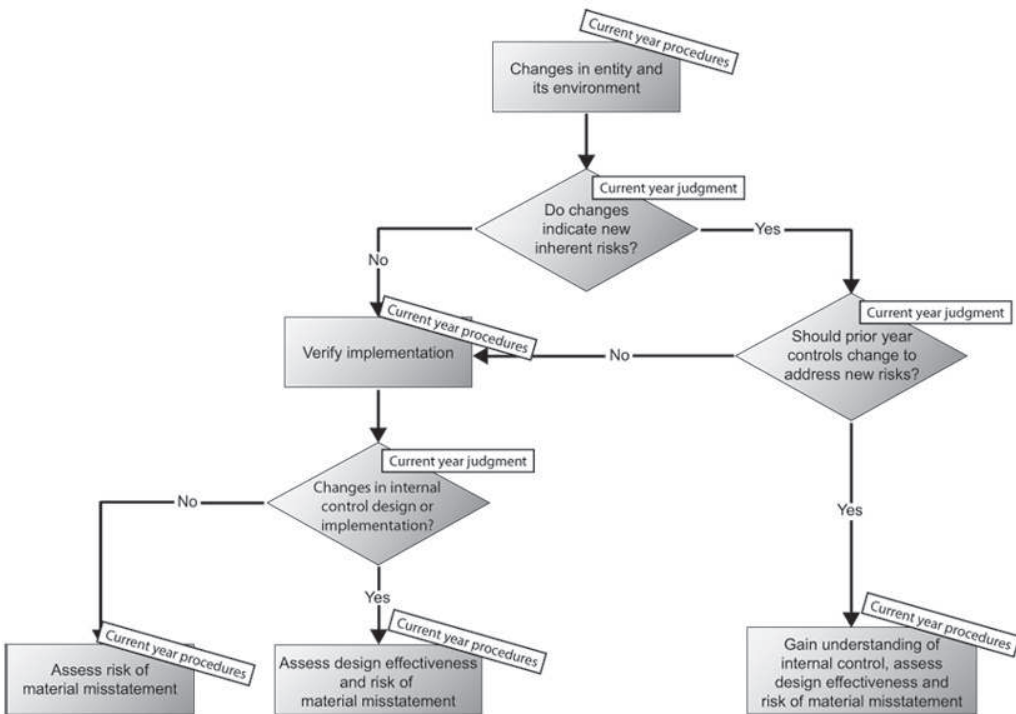 Current year procedures
Changes in entity and
its environment
Current year judgment
Do changes
indicate new
inherent risks?
No
Yes
Current year procedures
Verify implementation
No
Current year judgment
Should prior year
controls change to
address new risks?
Current year judgment
Changes in internal
control design or
implementation?
No
Yes
Yes
Current year procedures
Assess risk of
material misstatement
Current year procedures
Assess design effectiveness
and risk of
material misstatement
Current year procedures
Gain understanding of
internal control, assess
design effectiveness and
risk of material misstatement